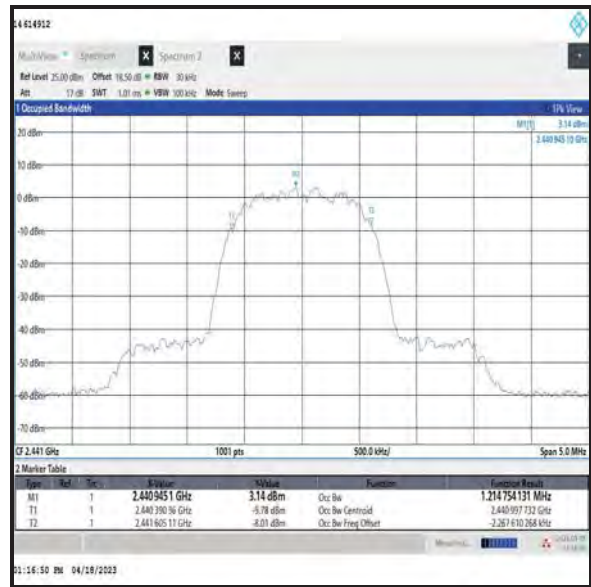 14 614912
MultiView Spectrum X Spectrum 2 X
Ref Level 25.00 dBm Offset 16.50 dB RBW 30 kHz
Att 17 dB SWT 1.01 ms VBW 100 kHz Mode Sweep
1 Occupied Bandwidth 1Pk View
M1[1] 3.14 dBm
2.440 945 10 GHz
20 dBm
10 dBm
0 dBm
-10 dBm
-20 dBm
-30 dBm
-40 dBm
-50 dBm
-60 dBm
-70 dBm
M1
T1
T2
CF 2.441 GHz 1001 pts 500.0 kHz/ Span 5.0 MHz
2 Marker Table
Type Ref Trc X-Value Y-Value Function Function Result
M1 1 2.4409451 GHz 3.14 dBm Occ Bw 1.214 754 131 MHz
T1 1 2.440 390 36 GHz -9.78 dBm Occ Bw Centroid 2.440 997 732 GHz
T2 1 2.441 605 11 GHz -8.01 dBm Occ Bw Freq Offset -2.267 610 268 kHz
01:16:50 PM 04/18/2023